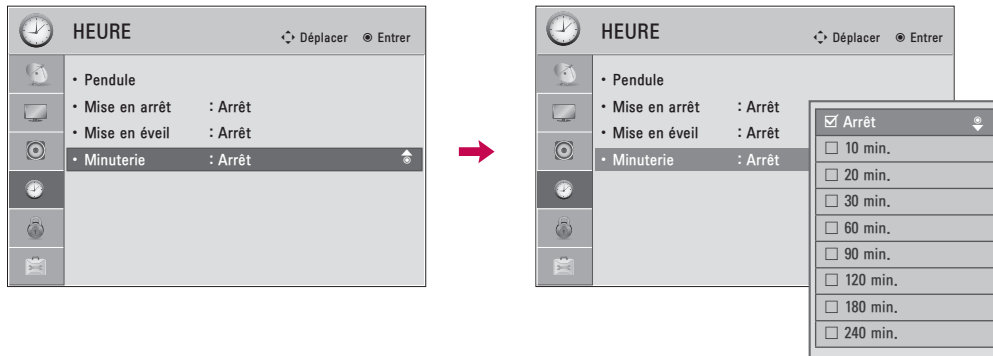 HEURE
Déplacer Entrer
• Pendule
• Mise en arrêt : Arrêt
• Mise en éveil : Arrêt
• Minuterie : Arrêt
HEURE
Déplacer Entrer
• Pendule
• Mise en arrêt : Arrêt
• Mise en éveil : Arrêt
• Minuterie : Arrêt
☑ Arrêt
☐ 10 min.
☐ 20 min.
☐ 30 min.
☐ 60 min.
☐ 90 min.
☐ 120 min.
☐ 180 min.
☐ 240 min.